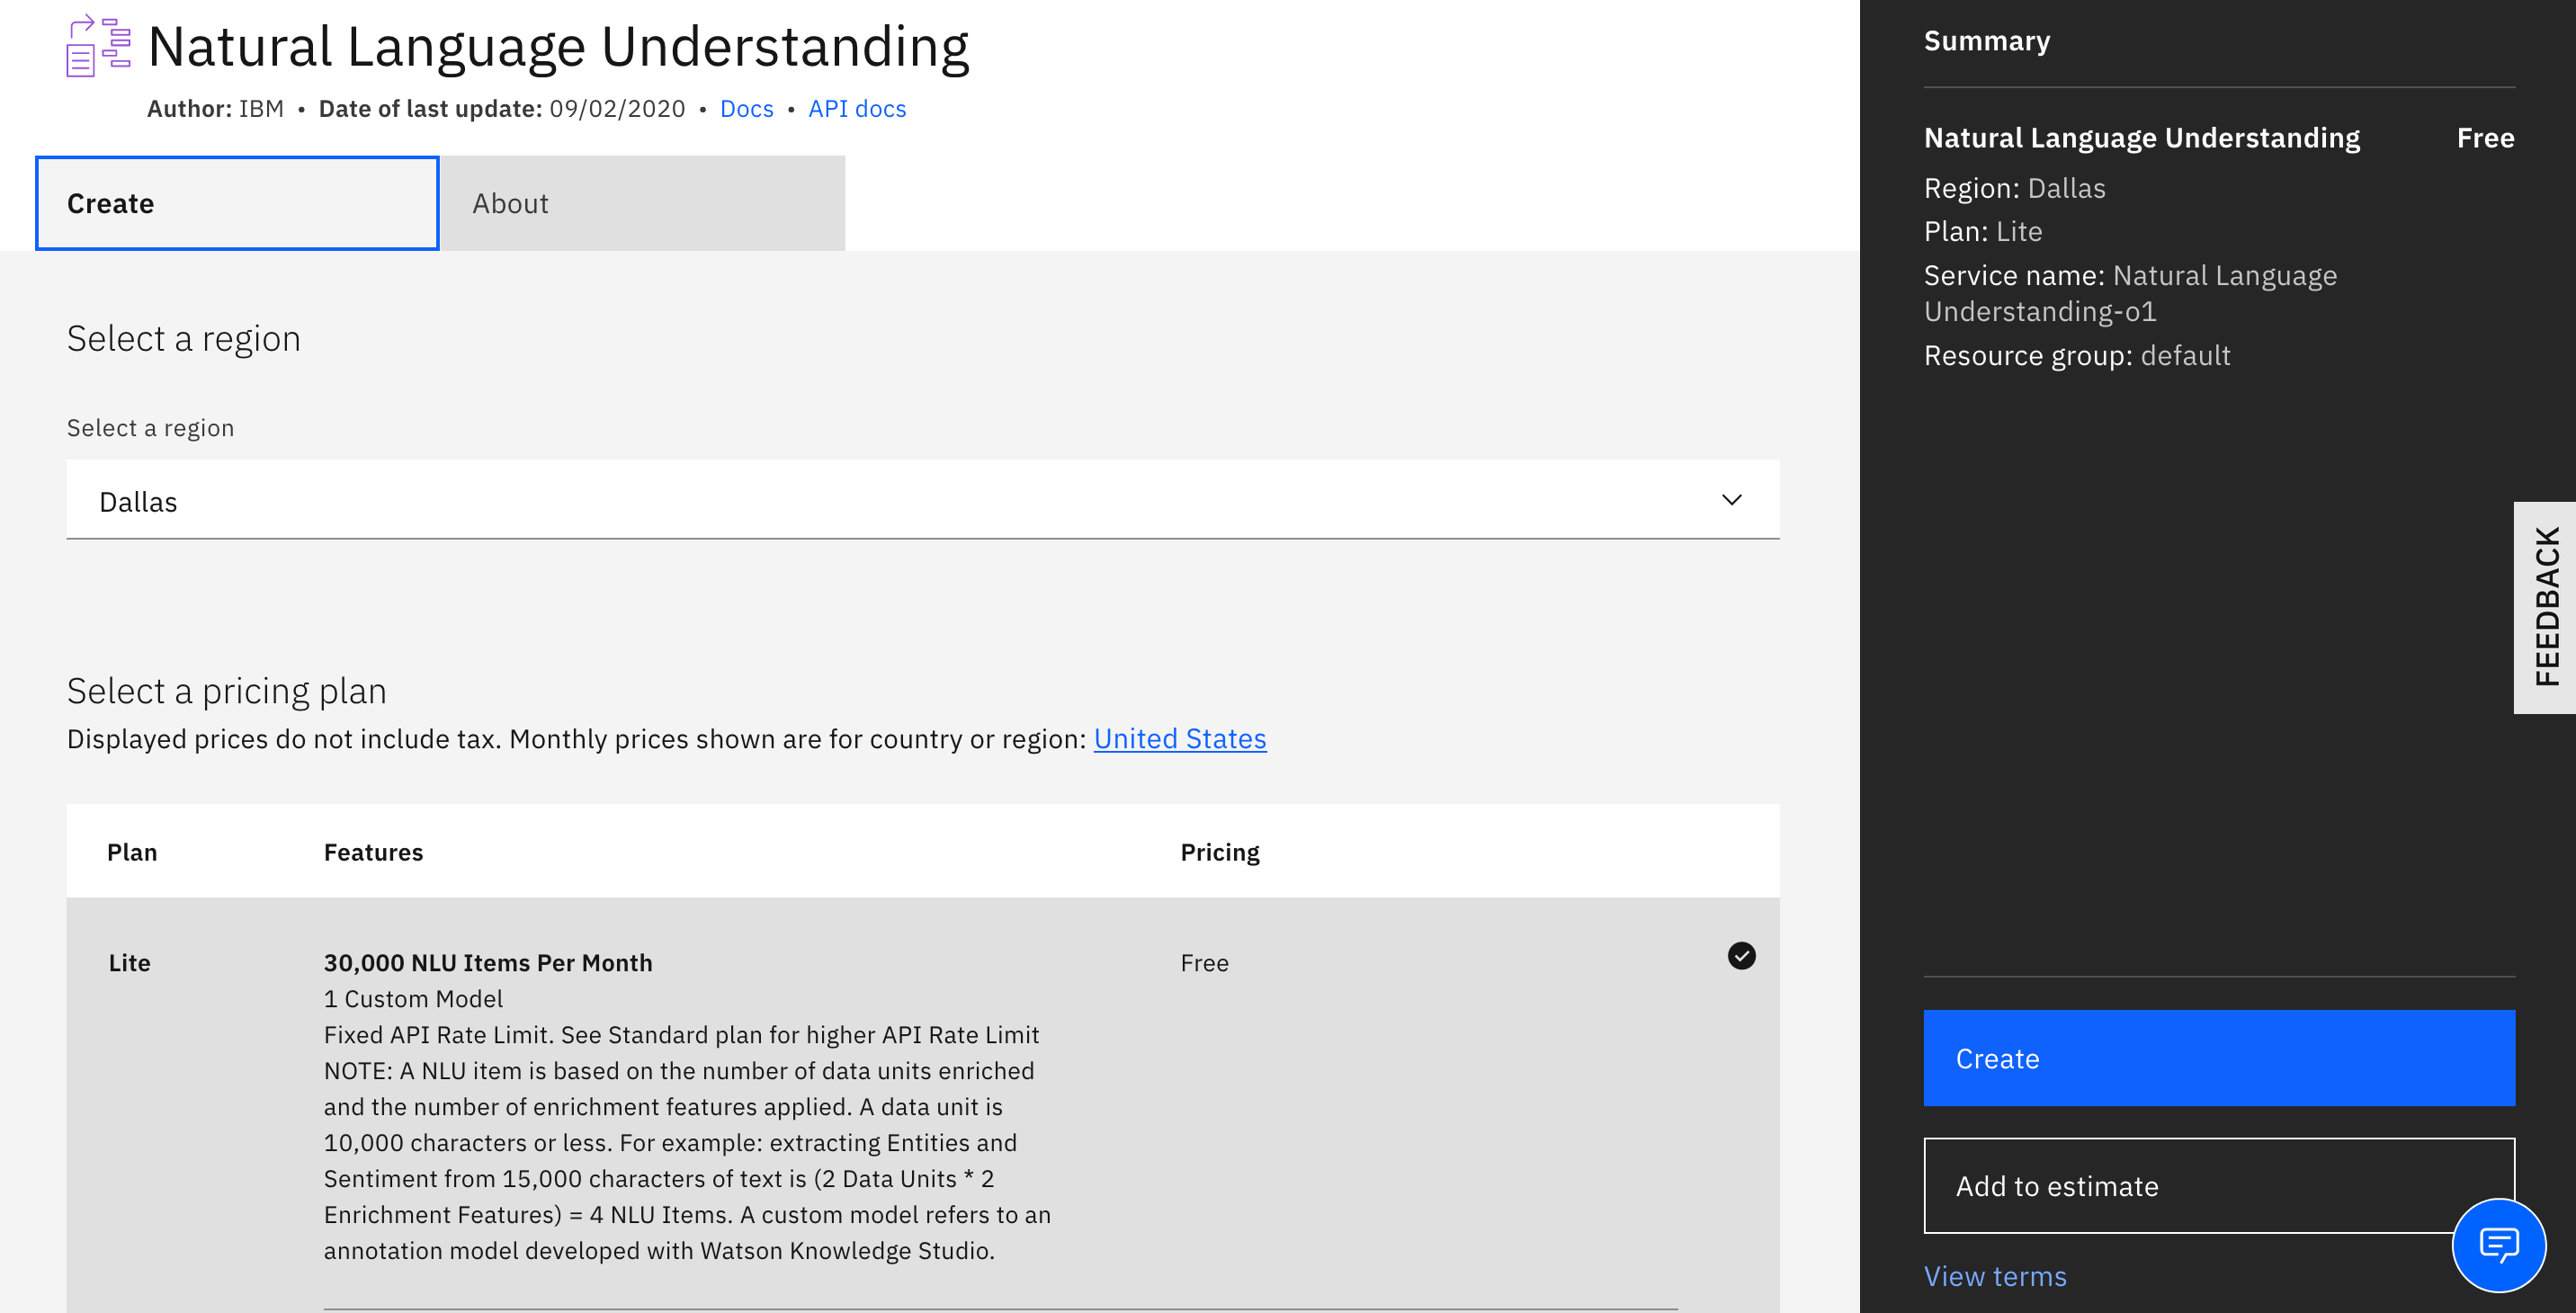 Natural Language Understanding
Author: IBM • Date of last update: 09/02/2020 • Docs • API docs
Create
About
Select a region
Select a region
Dallas
Select a pricing plan
Displayed prices do not include tax. Monthly prices shown are for country or region: United States
Plan
Features
Pricing
Lite
30,000 NLU Items Per Month
1 Custom Model
Fixed API Rate Limit. See Standard plan for higher API Rate Limit
NOTE: A NLU item is based on the number of data units enriched
and the number of enrichment features applied. A data unit is
10,000 characters or less. For example: extracting Entities and
Sentiment from 15,000 characters of text is (2 Data Units * 2
Enrichment Features) = 4 NLU Items. A custom model refers to an
annotation model developed with Watson Knowledge Studio.
Free
Summary
Natural Language Understanding
Free
Region: Dallas
Plan: Lite
Service name: Natural Language
Understanding-o1
Resource group: default
FEEDBACK
Create
Add to estimate
View terms